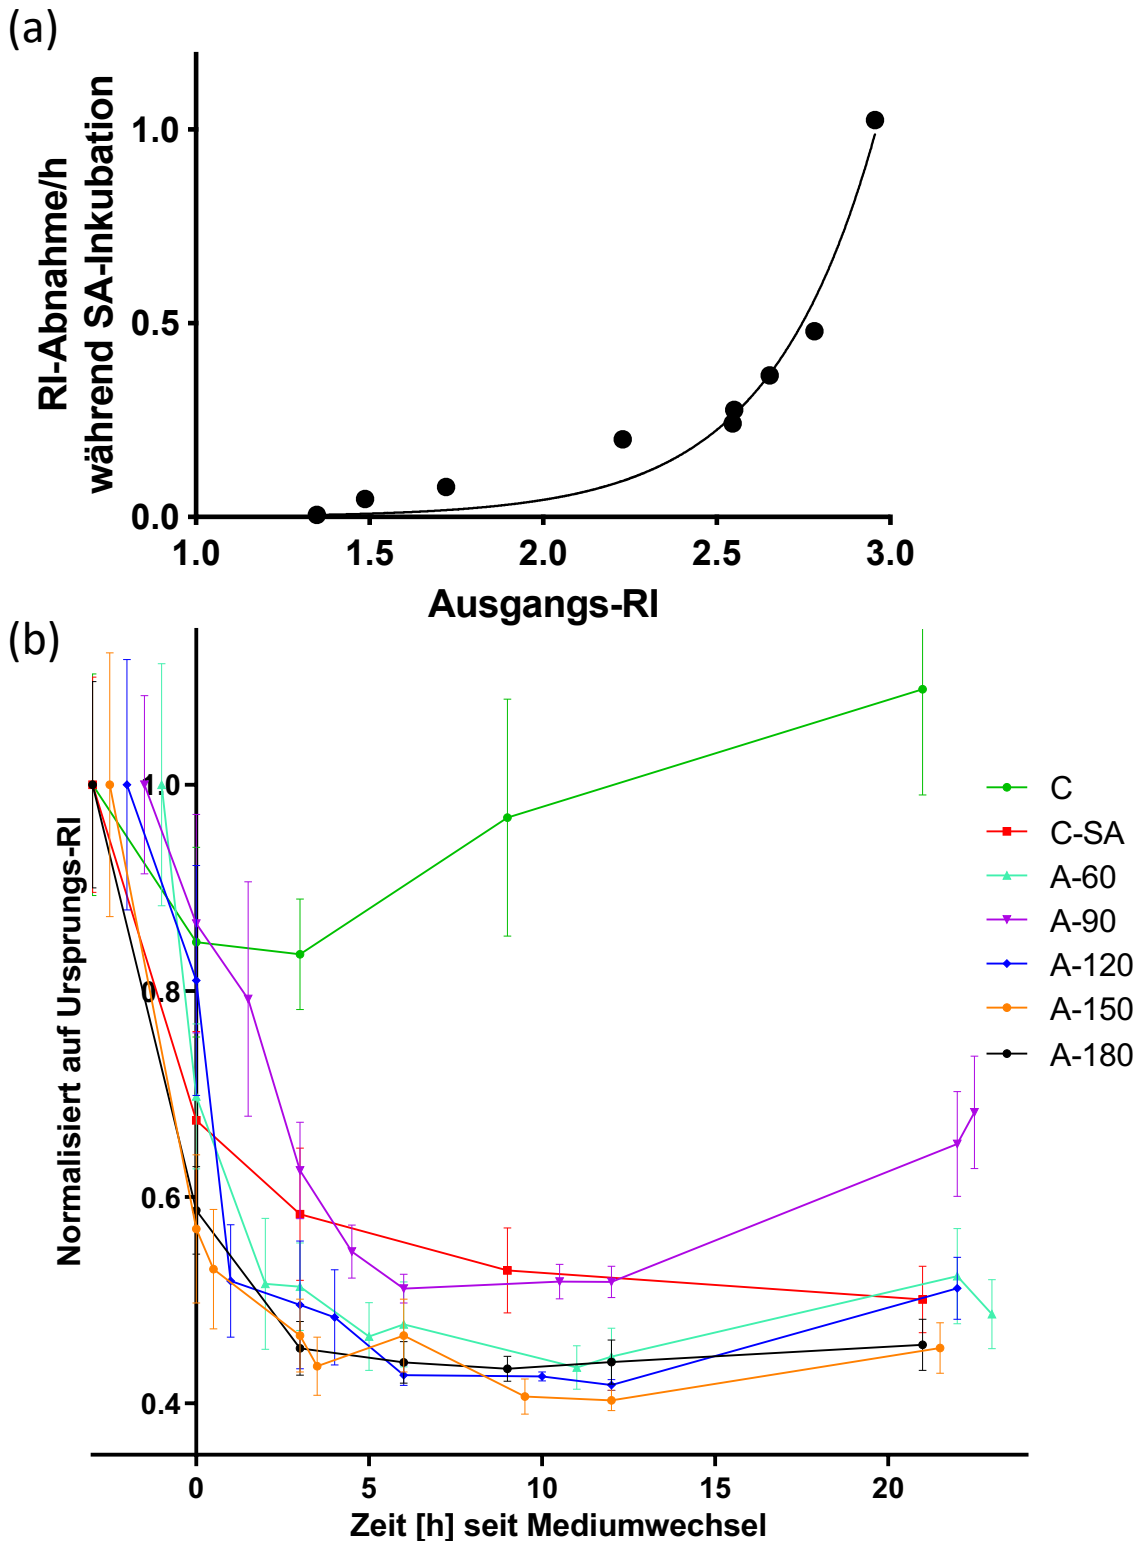 (a)
RI-Abnahme/h
während SA-Inkubation
1.0
0.5
0.0
1.0 1.5 2.0 2.5 3.0
Ausgangs-RI
(b)
Normalisiert auf Ursprungs-RI
1.0
0.8
0.6
0.4
0 5 10 15 20
Zeit [h] seit Mediumwechsel
C
C-SA
A-60
A-90
A-120
A-150
A-180